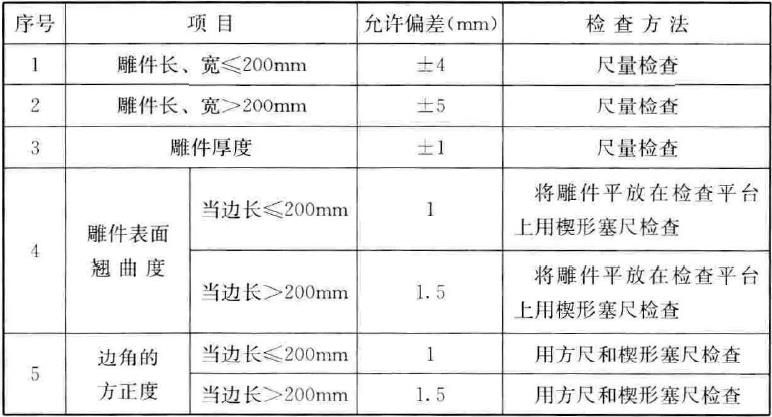 序号 项目 允许偏差(mm) 检查方法
1 雕件长、宽≤200mm ±4 尺量检查
2 雕件长、宽>200mm ±5 尺量检查
3 雕件厚度 ±1 尺量检查
4 雕件表面翘曲度 当边长≤200mm 1 将雕件平放在检查平台
上用楔形塞尺检查
当边长>200mm 1.5 将雕件平放在检查平台
上用楔形塞尺检查
5 边角的方正度 当边长≤200mm 1 用方尺和楔形塞尺检查
当边长>200mm 1.5 用方尺和楔形塞尺检查